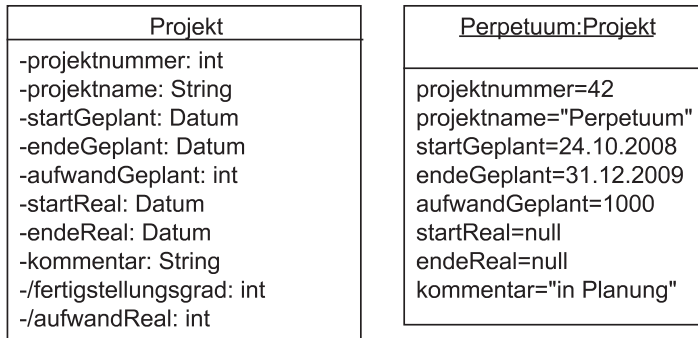 Projekt
-projektnummer: int
-projektname: String
-startGeplant: Datum
-endeGeplant: Datum
-aufwandGeplant: int
-startReal: Datum
-endeReal: Datum
-kommentar: String
-/fertigstellungsgrad: int
-/aufwandReal: int
Perpetuum:Projekt
projektnummer=42
projektname="Perpetuum"
startGeplant=24.10.2008
endeGeplant=31.12.2009
aufwandGeplant=1000
startReal=null
endeReal=null
kommentar="in Planung"